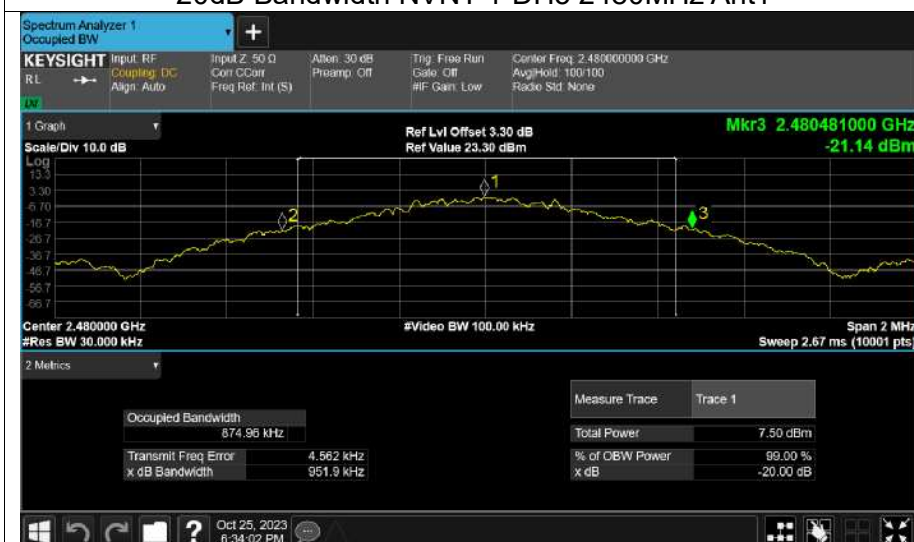 20dB Bandwidth NVNT 1-DH5 2480MHz Ant1
Spectrum Analyzer 1
Occupied BW
+
KEYSIGHT Input: RF Input Z: 50 Ω Atten: 30 dB Trig: Free Run Center Freq: 2.480000000 GHz
RL Coupling: DC Corr CCorr Preamp: Off Gate: Off Avg|Hold: 100/100
Align: Auto Freq Ref: Int (S) #IF Gain: Low Radio Std: None
1 Graph Ref Lvl Offset 3.30 dB Mkr3 2.480481000 GHz
Scale/Div 10.0 dB Ref Value 23.30 dBm -21.14 dBm
Log
13.3
3.30
-6.70
-16.7
-26.7
-36.7
-46.7
-56.7
-66.7
1
2
3
Center 2.480000 GHz #Video BW 100.00 kHz Span 2 MHz
#Res BW 30.000 kHz Sweep 2.67 ms (10001 pts)
2 Metrics
Measure Trace Trace 1
Occupied Bandwidth
874.96 kHz Total Power 7.50 dBm
Transmit Freq Error 4.562 kHz % of OBW Power 99.00 %
x dB Bandwidth 951.9 kHz x dB -20.00 dB
? Oct 25, 2023
6:34:02 PM